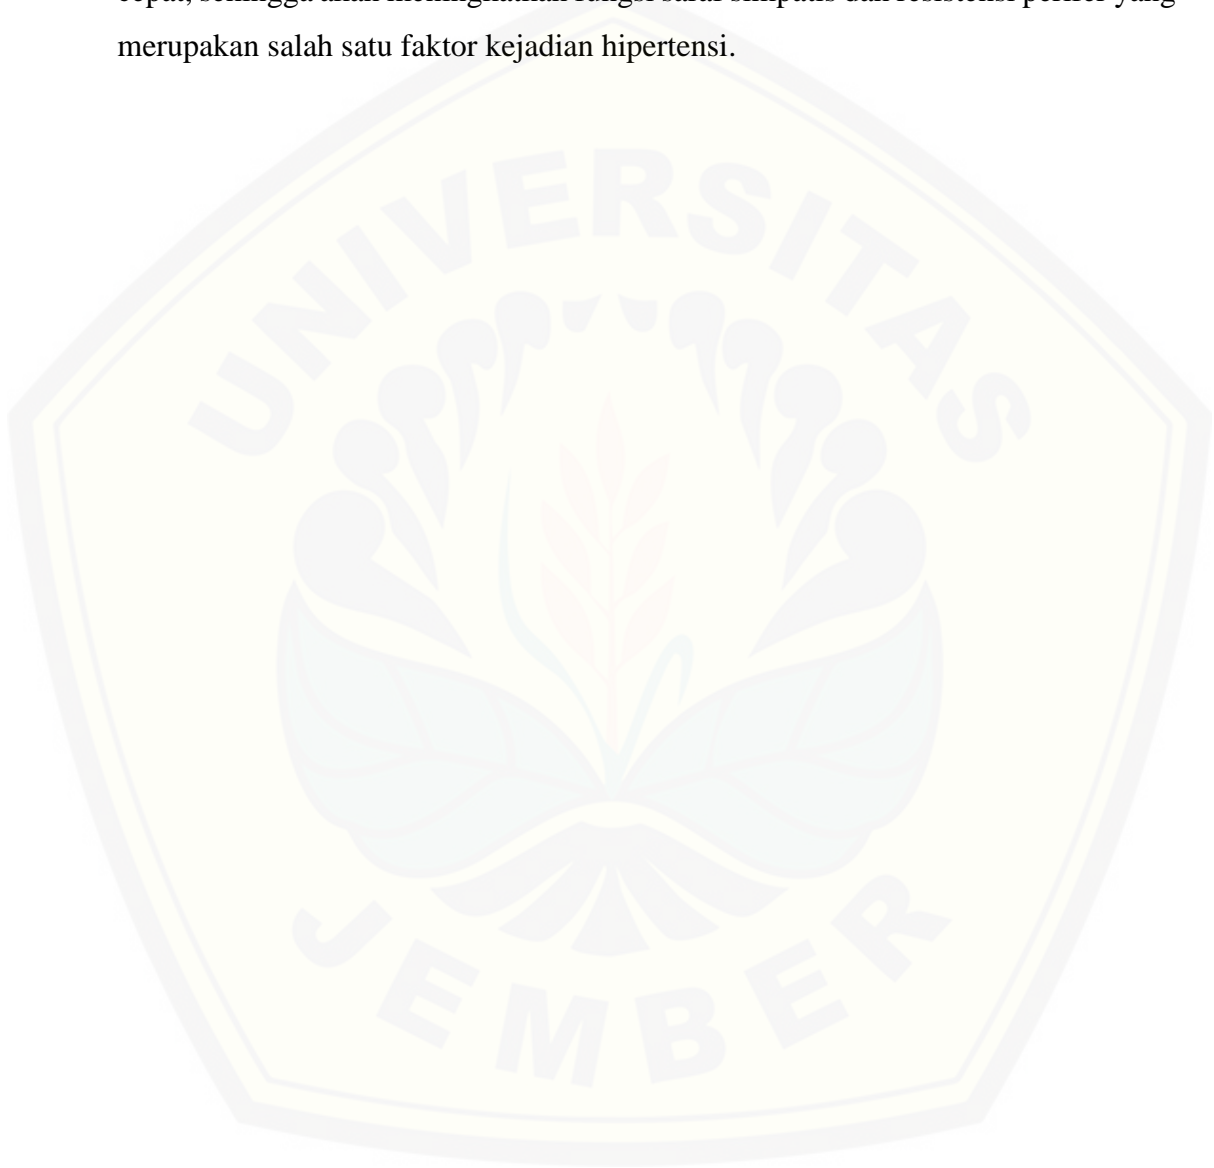 cepat, sehingga akan meningkatkan fungsi saraf simpatis dan resistensi perifer yang
merupakan salah satu faktor kejadian hipertensi.
UNIVERSITAS
JEMBER